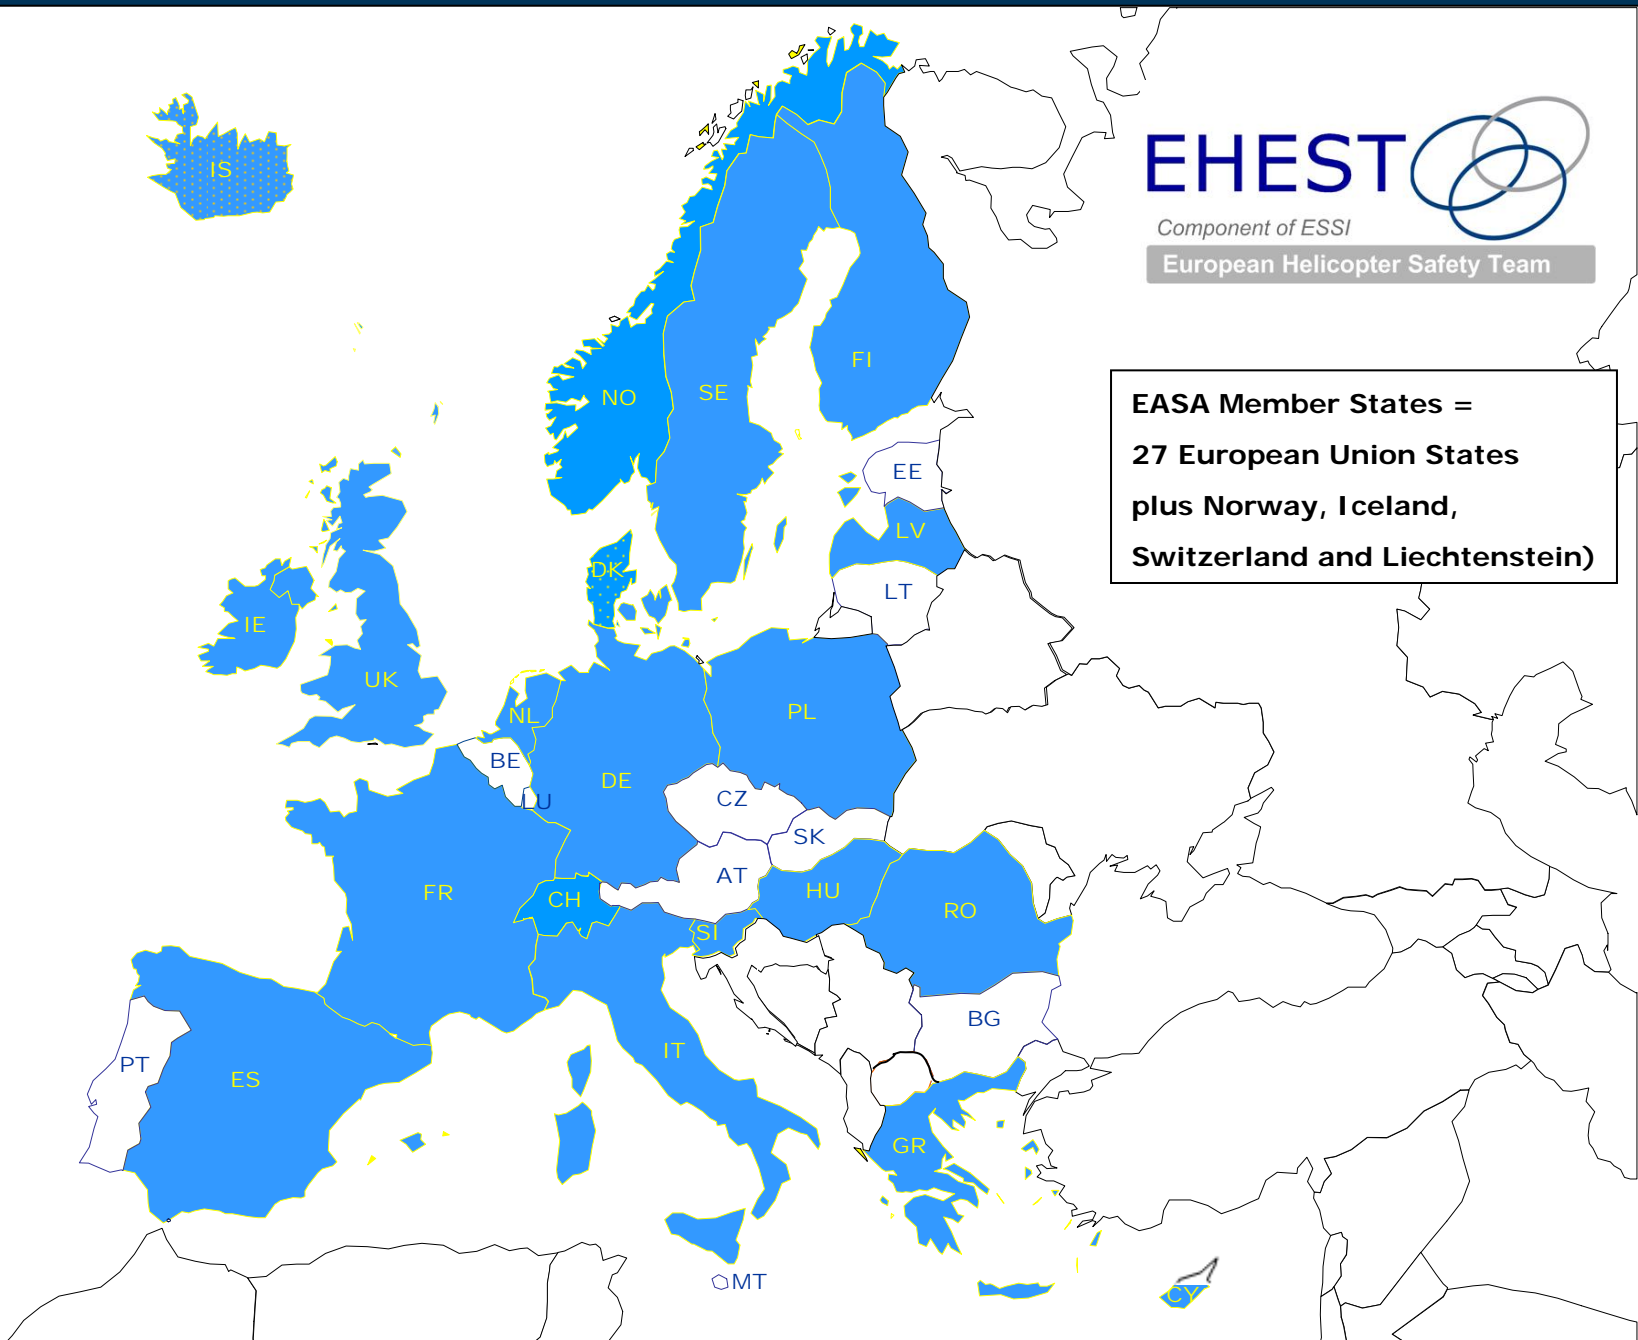 EHEST
Component of ESSI
European Helicopter Safety Team
EASA Member States =
27 European Union States
plus Norway, Iceland,
Switzerland and Liechtenstein)
IS
NO
SE
FI
EE
LV
LT
DK
IE
UK
NL
BE
LU
DE
PL
CZ
SK
AT
HU
RO
FR
CH
SI
BG
PT
ES
IT
GR
MT
CY